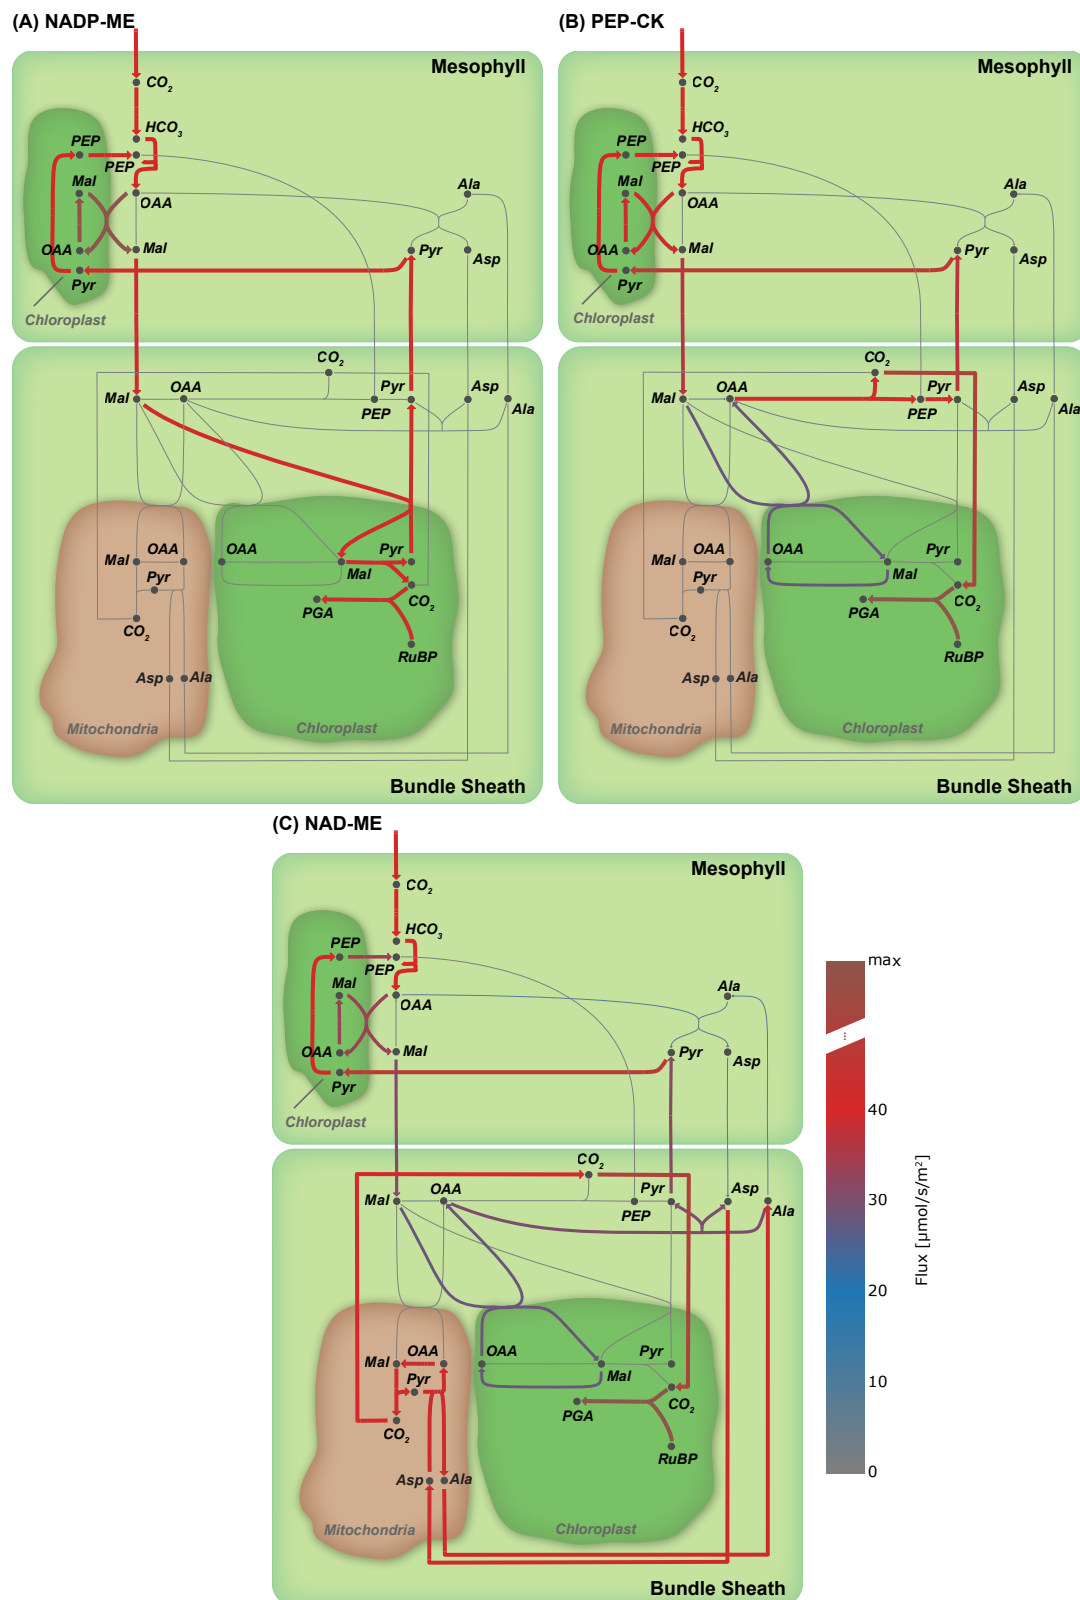 (A) NADP-ME
Mesophyll
CO2
HCO3
PEP
PEP
Mal
OAA
Ala
OAA
Mal
Pyr
Asp
Pyr
Chloroplast
CO2
Mal
OAA
PEP
Pyr
Asp
Ala
Mal
OAA
Pyr
CO2
Asp
Ala
Mitochondria
OAA
Mal
Pyr
CO2
PGA
RuBP
Chloroplast
Bundle Sheath
(B) PEP-CK
Mesophyll
CO2
HCO3
PEP
PEP
Mal
OAA
Ala
OAA
Mal
Pyr
Asp
Pyr
Chloroplast
CO2
Mal
OAA
PEP
Pyr
Asp
Ala
Mal
OAA
Pyr
CO2
Asp
Ala
Mitochondria
OAA
Mal
Pyr
CO2
PGA
RuBP
Chloroplast
Bundle Sheath
(C) NAD-ME
Mesophyll
CO2
HCO3
PEP
PEP
Mal
OAA
Ala
OAA
Mal
Pyr
Asp
Pyr
Chloroplast
CO2
Mal
OAA
PEP
Pyr
Asp
Ala
Mal
OAA
Pyr
CO2
Asp
Ala
Mitochondria
OAA
Mal
Pyr
CO2
PGA
RuBP
Chloroplast
Bundle Sheath
max
...
40
30
20
10
0
Flux [µmol/s/m²]